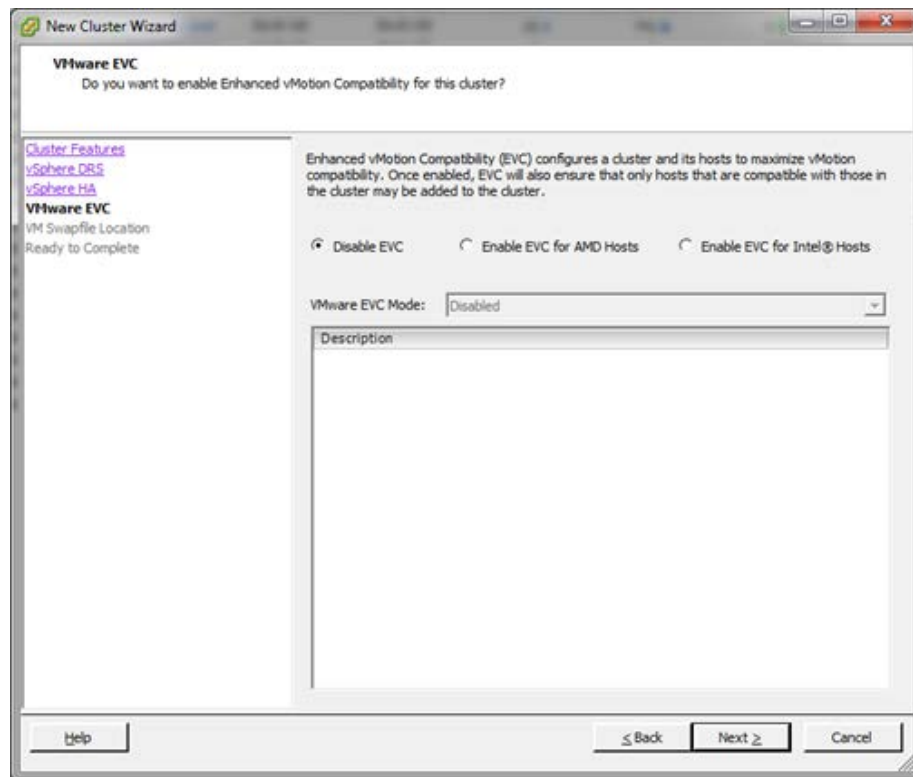 New Cluster Wizard
VMware EVC
Do you want to enable Enhanced vMotion Compatibility for this cluster?
Cluster Features
vSphere DRS
vSphere HA
VMware EVC
VM Swapfile Location
Ready to Complete
Enhanced vMotion Compatibility (EVC) configures a cluster and its hosts to maximize vMotion
compatibility. Once enabled, EVC will also ensure that only hosts that are compatible with those in
the cluster may be added to the cluster.
Disable EVC
Enable EVC for AMD Hosts
Enable EVC for Intel® Hosts
VMware EVC Mode:
Disabled
Description
Help
≤ Back
Next ≥
Cancel